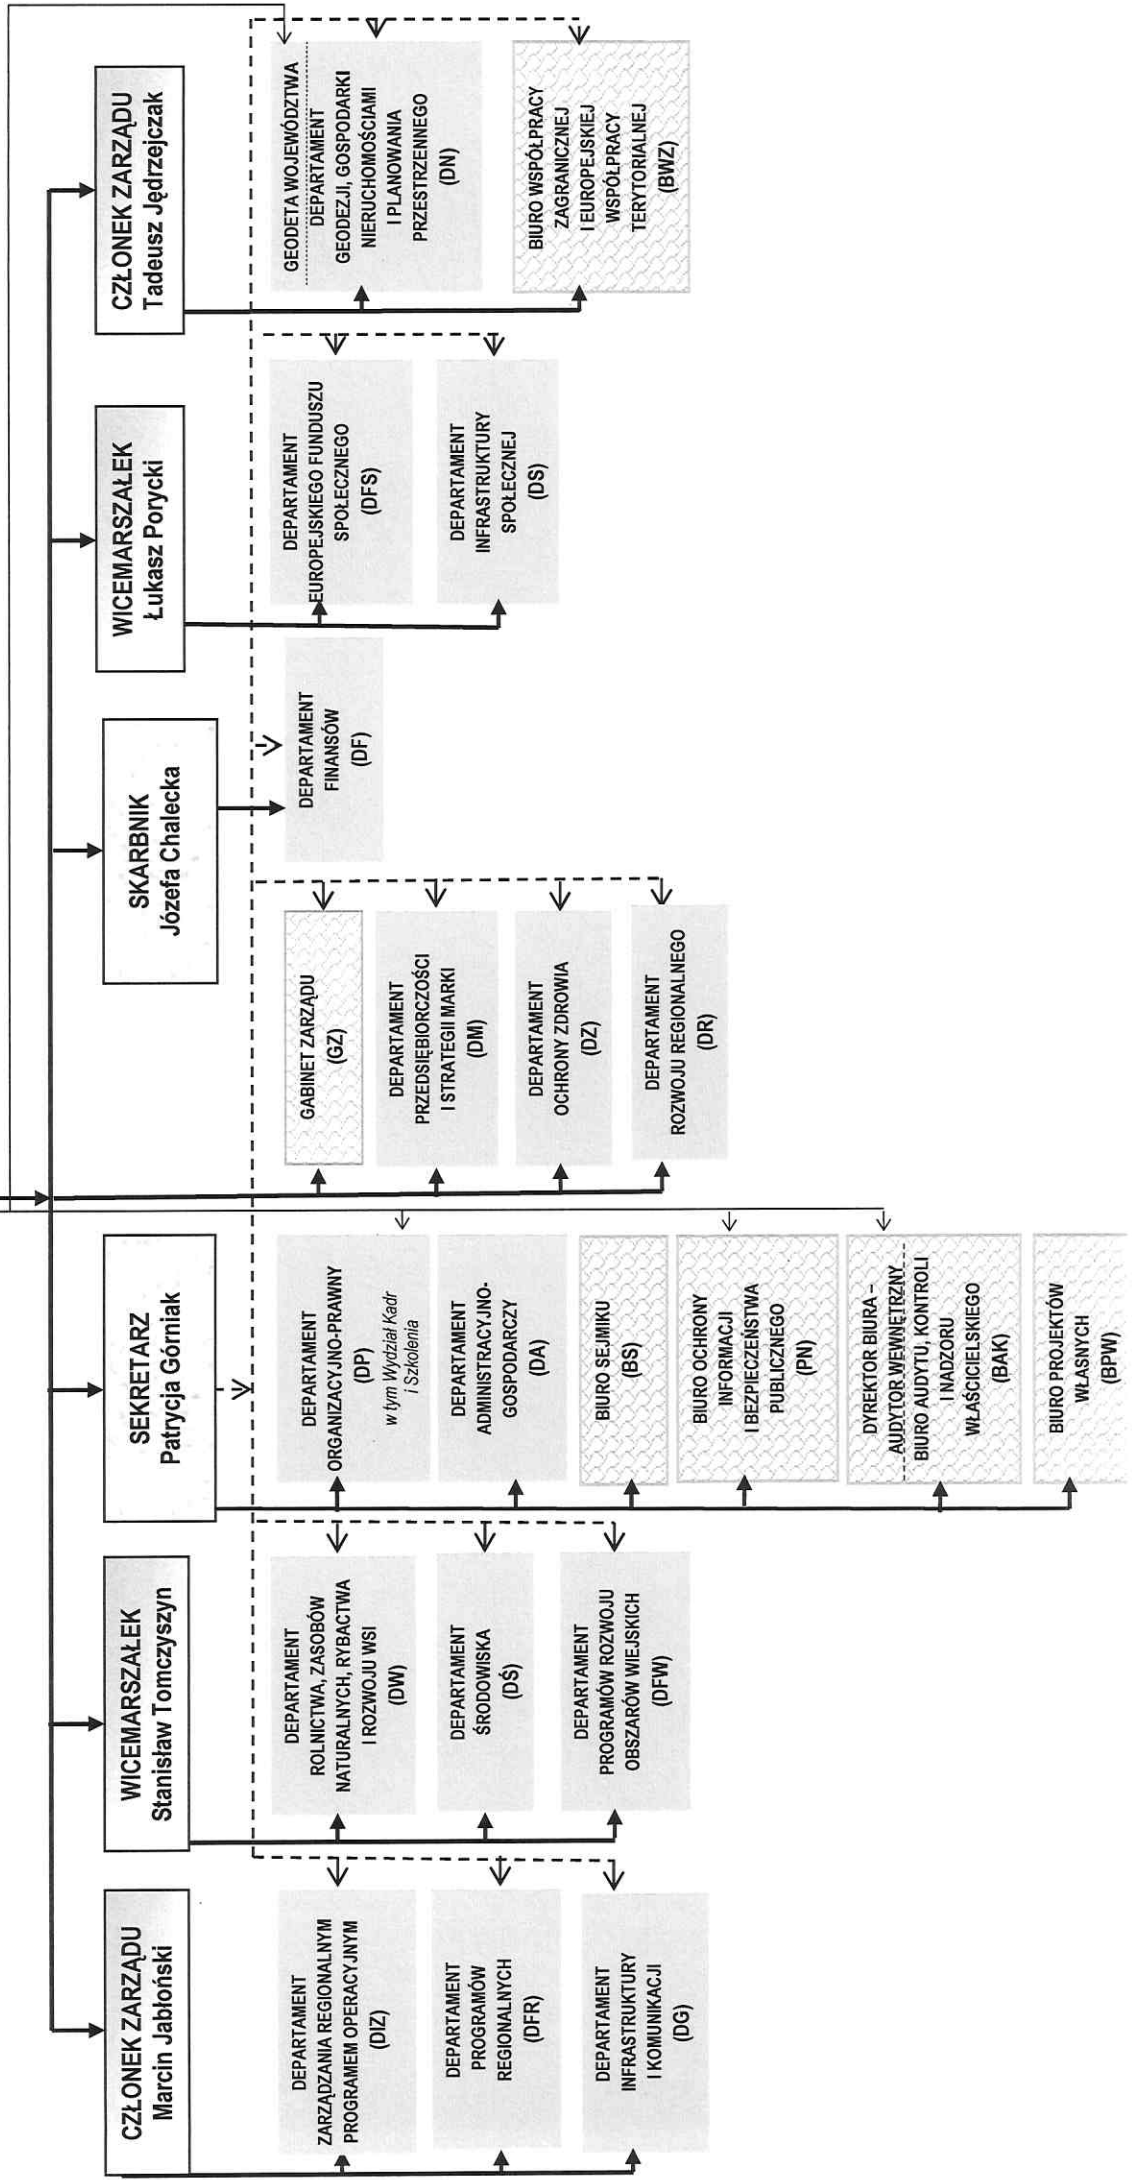 CZŁONEK ZARZĄDU
Marcin Jabłoński
DEPARTAMENT
ZARZĄDZANIA REGIONALNYM
PROGRAMEM OPERACYJNYM
(DIZ)
DEPARTAMENT
PROGRAMÓW
REGIONALNYCH
(DFR)
DEPARTAMENT
INFRASTRUKTURY
I KOMUNIKACJI
(DG)
WICEMARSZAŁEK
Stanisław Tomczyszyn
DEPARTAMENT
ROLNICTWA, ZASOBÓW
NATURALNYCH, RYBACTWA
I ROZWOJU WSI
(DW)
DEPARTAMENT
ŚRODOWISKA
(DŚ)
DEPARTAMENT
PROGRAMÓW ROZWOJU
OBSZARÓW WIEJSKICH
(DFW)
SEKRETARZ
Patrycja Górniak
DEPARTAMENT
ORGANIZACYJNO-PRAWNY
(DP)
w tym Wydział Kadr
i Szkolenia
DEPARTAMENT
ADMINISTRACYJNO-
GOSPODARCZY
(DA)
BIURO SEJMIKU
(BS)
BIURO OCHRONY
INFORMACJI
I BEZPIECZEŃSTWA
PUBLICZNEGO
(PN)
DYREKTOR BIURA –
AUDYTOR WEWNĘTRZNY
BIURO AUDYTU, KONTROLI
I NADZORU
WŁAŚCICIELSKIEGO
(BAK)
BIURO PROJEKTÓW
WŁASNYCH
(BPW)
GABINET ZARZĄDU
(GZ)
DEPARTAMENT
PRZEDSIĘBIORCZOŚCI
I STRATEGII MARKI
(DM)
DEPARTAMENT
OCHRONY ZDROWIA
(DZ)
DEPARTAMENT
ROZWOJU REGIONALNEGO
(DR)
SKARBNIK
Józefa Chalecka
DEPARTAMENT
FINANSÓW
(DF)
WICEMARSZAŁEK
Łukasz Porycki
DEPARTAMENT
EUROPEJSKIEGO FUNDUSZU
SPOŁECZNEGO
(DFS)
DEPARTAMENT
INFRASTRUKTURY
SPOŁECZNEJ
(DS)
CZŁONEK ZARZĄDU
Tadeusz Jędrzejczak
GEODETA WOJEWÓDZTWA
DEPARTAMENT
GEODEZJI, GOSPODARKI
NIERUCHOMOŚCIAMI
I PLANOWANIA
PRZESTRZENNEGO
(DN)
BIURO WSPÓŁPRACY
ZAGRANICZNEJ
I EUROPEJSKIEJ
WSPÓŁPRACY
TERYTORIALNEJ
(BWZ)